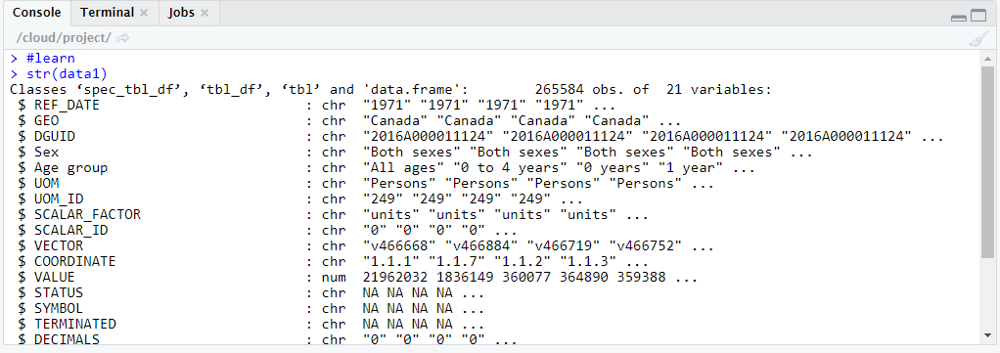 Console Terminal Jobs
/cloud/project/
> #learn
> str(data1)
Classes ‘spec_tbl_df’, ‘tbl_df’, ‘tbl’ and 'data.frame': 265584 obs. of 21 variables:
$ REF_DATE : chr "1971" "1971" "1971" "1971" ...
$ GEO : chr "Canada" "Canada" "Canada" "Canada" ...
$ DGUID : chr "2016A000011124" "2016A000011124" "2016A000011124" "2016A000011124" ...
$ Sex : chr "Both sexes" "Both sexes" "Both sexes" "Both sexes" ...
$ Age group : chr "All ages" "0 to 4 years" "0 years" "1 year" ...
$ UOM : chr "Persons" "Persons" "Persons" "Persons" ...
$ UOM_ID : chr "249" "249" "249" "249" ...
$ SCALAR_FACTOR : chr "units" "units" "units" "units" ...
$ SCALAR_ID : chr "0" "0" "0" "0" ...
$ VECTOR : chr "v466668" "v466884" "v466719" "v466752" ...
$ COORDINATE : chr "1.1.1" "1.1.7" "1.1.2" "1.1.3" ...
$ VALUE : num 21962032 1836149 360077 364890 359388 ...
$ STATUS : chr NA NA NA NA ...
$ SYMBOL : chr NA NA NA NA ...
$ TERMINATED : chr NA NA NA NA ...
$ DECIMALS : chr "0" "0" "0" "0" ...